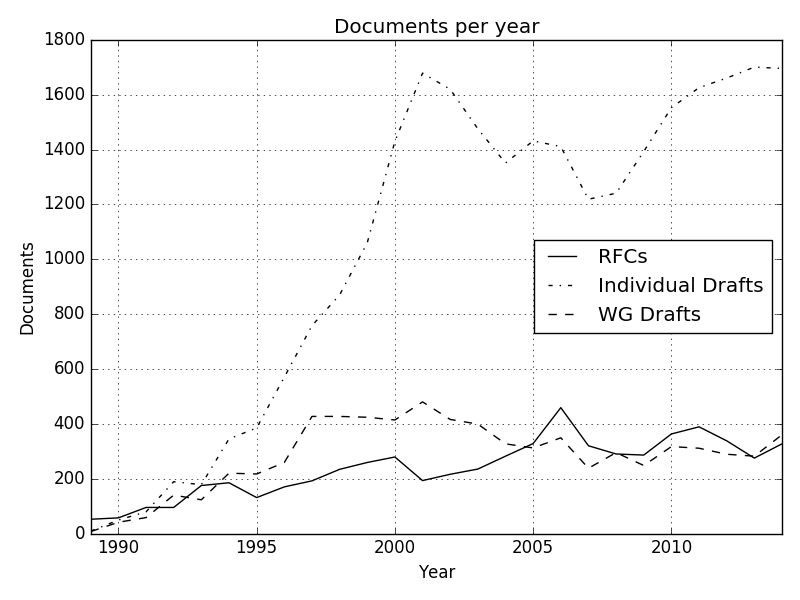 Documents per year
1800
1600
1400
1200
1000
800
600
400
200
0
Documents
RFCs
Individual Drafts
WG Drafts
1990 1995 2000 2005 2010
Year